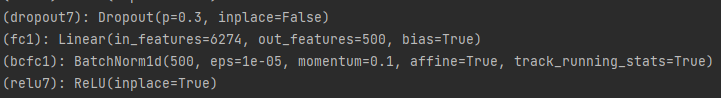 (dropout7): Dropout(p=0.3, inplace=False)
(fc1): Linear(in_features=6274, out_features=500, bias=True)
(bcfc1): BatchNorm1d(500, eps=1e-05, momentum=0.1, affine=True, track_running_stats=True)
(relu7): ReLU(inplace=True)